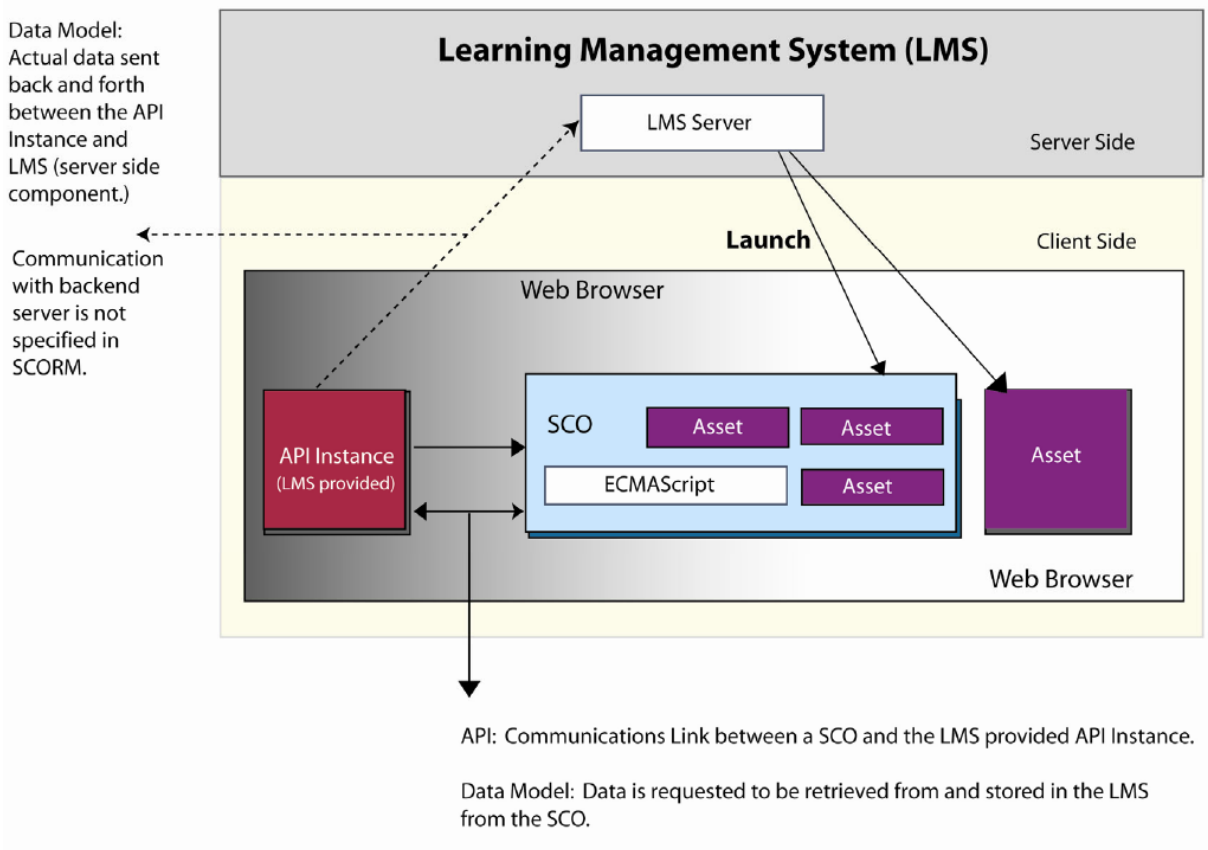 Data Model:
Actual data sent
back and forth
between the API
Instance and
LMS (server side
component.)
Communication
with backend
server is not
specified in
SCORM.
Learning Management System (LMS)
LMS Server
Server Side
Launch
Client Side
Web Browser
API Instance
(LMS provided)
SCO
Asset
Asset
ECMAScript
Asset
Asset
Web Browser
API: Communications Link between a SCO and the LMS provided API Instance.
Data Model: Data is requested to be retrieved from and stored in the LMS
from the SCO.